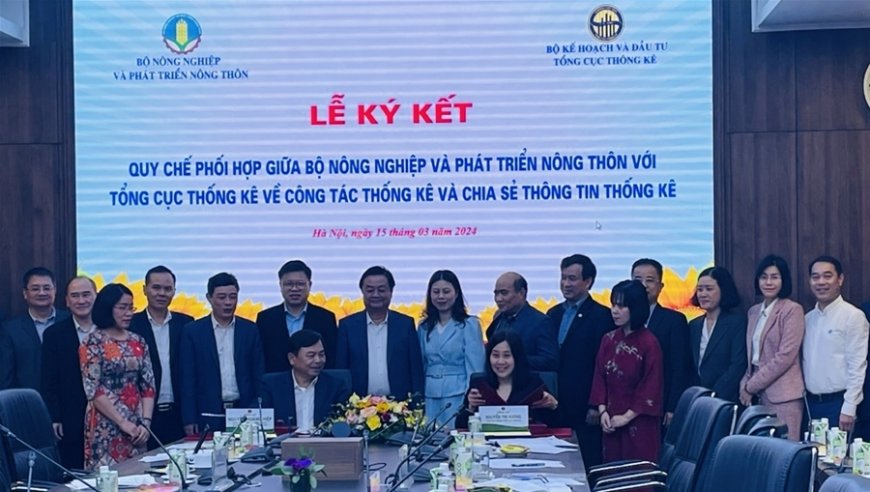 BỘ NÔNG NGHIỆP
VÀ PHÁT TRIỂN NÔNG THÔN
BỘ KẾ HOẠCH VÀ ĐẦU TƯ
TỔNG CỤC THỐNG KÊ
LỄ KÝ KẾT
QUY CHẾ PHỐI HỢP GIỮA BỘ NÔNG NGHIỆP VÀ PHÁT TRIỂN NÔNG THÔN VỚI
TỔNG CỤC THỐNG KÊ VỀ CÔNG TÁC THỐNG KÊ VÀ CHIA SẺ THÔNG TIN THỐNG KÊ
Hà Nội, ngày 15 tháng 03 năm 2024